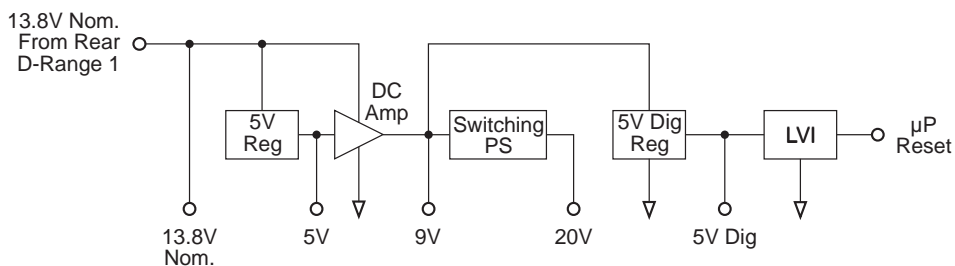 13.8V Nom.
From Rear
D-Range 1
DC
Amp
5V
Reg
Switching
PS
5V Dig
Reg
LVI
µP
Reset
13.8V
Nom.
5V
9V
20V
5V Dig